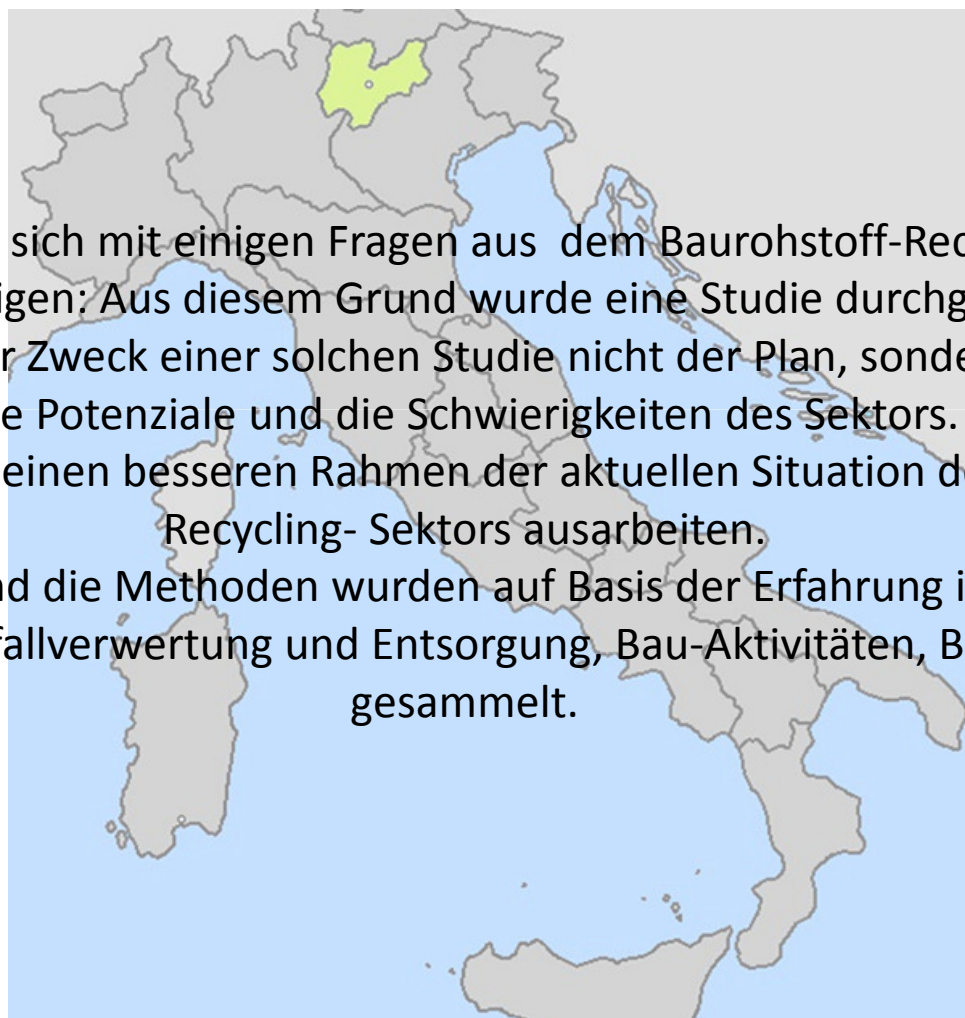 sich mit einigen Fragen aus dem Baurohstoff-Rec
igen: Aus diesem Grund wurde eine Studie durchg
r Zweck einer solchen Studie nicht der Plan, sonde
e Potenziale und die Schwierigkeiten des Sektors.
einen besseren Rahmen der aktuellen Situation de
Recycling- Sektors ausarbeiten.
nd die Methoden wurden auf Basis der Erfahrung i
fallverwertung und Entsorgung, Bau-Aktivitäten, B
gesammelt.